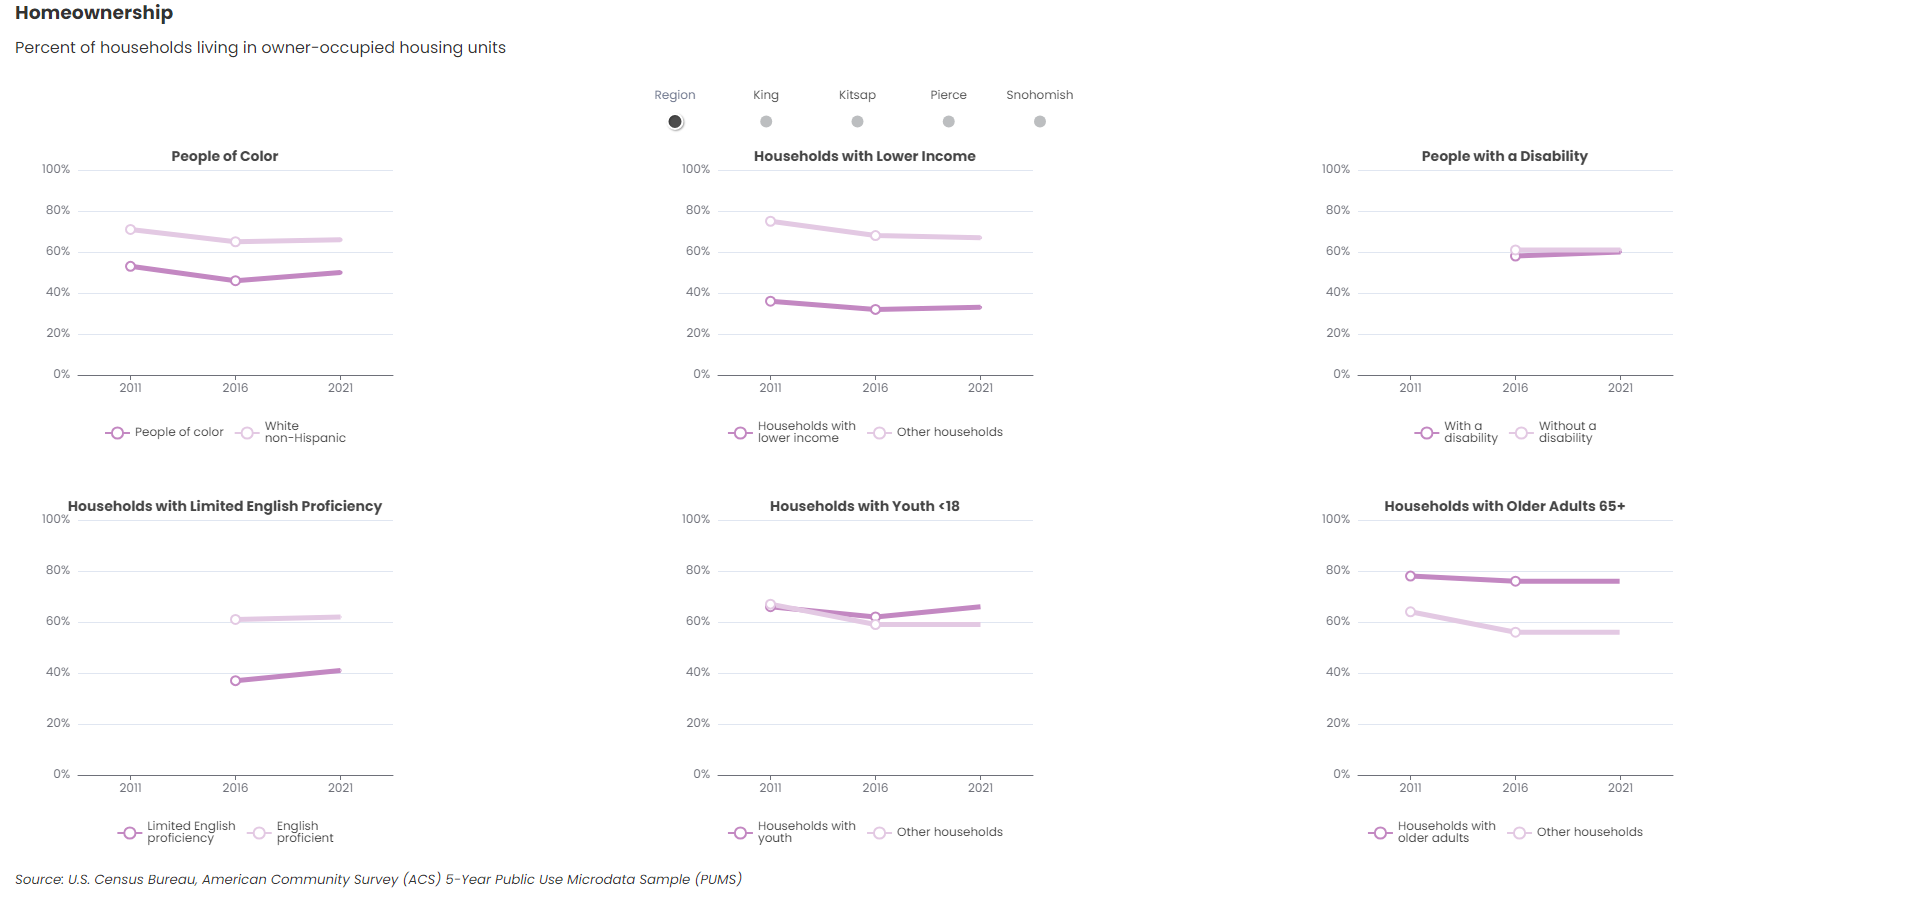 Homeownership
Percent of households living in owner-occupied housing units
Region King Kitsap Pierce Snohomish
People of Color
100%
80%
60%
40%
20%
0%
2011 2016 2021
People of color White
non-Hispanic
Households with Lower Income
100%
80%
60%
40%
20%
0%
2011 2016 2021
Households with
lower income Other households
People with a Disability
100%
80%
60%
40%
20%
0%
2011 2016 2021
With a
disability Without a
disability
Households with Limited English Proficiency
100%
80%
60%
40%
20%
0%
2011 2016 2021
Limited English
proficiency English
proficient
Households with Youth <18
100%
80%
60%
40%
20%
0%
2011 2016 2021
Households with
youth Other households
Households with Older Adults 65+
100%
80%
60%
40%
20%
0%
2011 2016 2021
Households with
older adults Other households
Source: U.S. Census Bureau, American Community Survey (ACS) 5-Year Public Use Microdata Sample (PUMS)